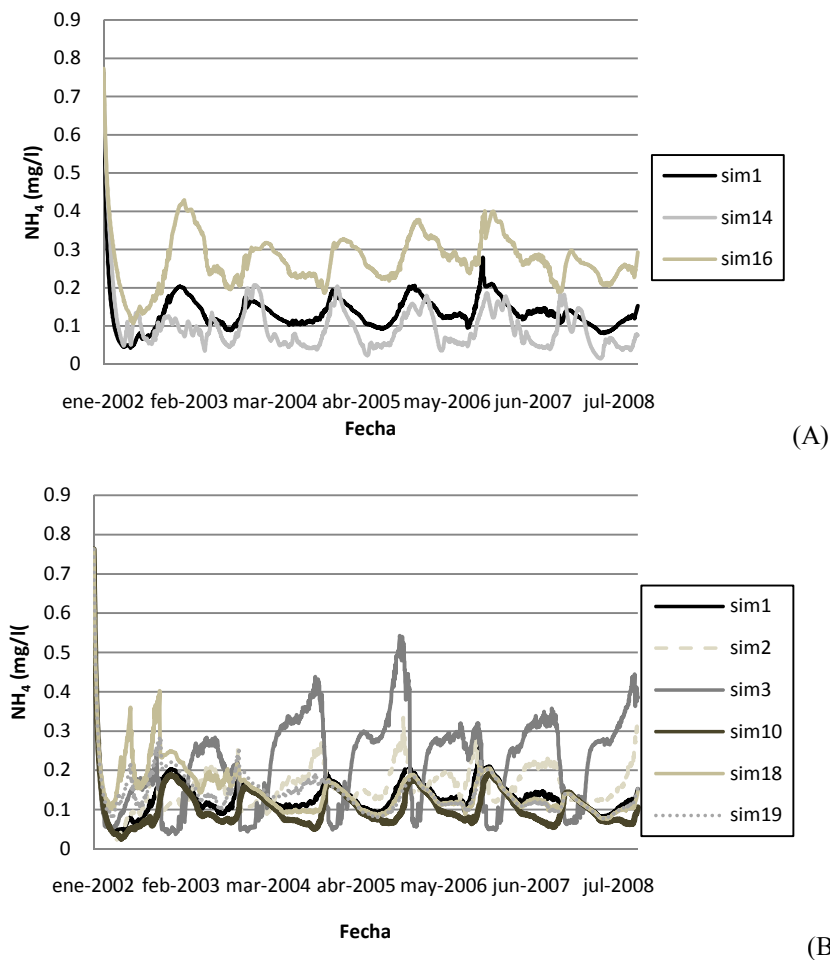 0.9
0.8
0.7
0.6
0.5
0.4
0.3
0.2
0.1
0
NH4 (mg/l)
ene-2002 feb-2003 mar-2004 abr-2005 may-2006 jun-2007 jul-2008
Fecha
sim1
sim14
sim16
(A)
0.9
0.8
0.7
0.6
0.5
0.4
0.3
0.2
0.1
0
NH4 (mg/l(
ene-2002 feb-2003 mar-2004 abr-2005 may-2006 jun-2007 jul-2008
Fecha
sim1
sim2
sim3
sim10
sim18
sim19
(B